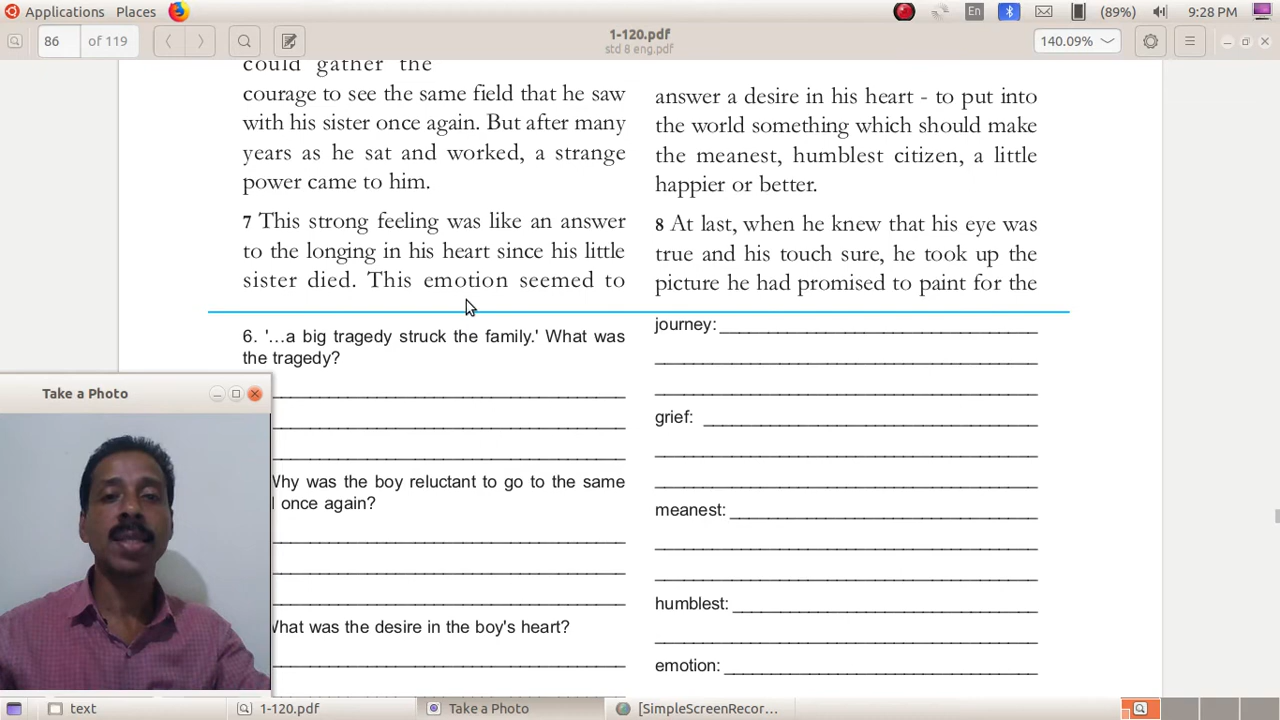 Applications Places
En
(89%)
9:28 PM
86 of 119
1-120.pdf
std 8 eng.pdf
140.09%
could gather the
courage to see the same field that he saw
with his sister once again. But after many
years as he sat and worked, a strange
power came to him.
7 This strong feeling was like an answer
to the longing in his heart since his little
sister died. This emotion seemed to
answer a desire in his heart - to put into
the world something which should make
the meanest, humblest citizen, a little
happier or better.
8 At last, when he knew that his eye was
true and his touch sure, he took up the
picture he had promised to paint for the
6. '...a big tragedy struck the family.' What was
the tragedy?
Why was the boy reluctant to go to the same
once again?
What was the desire in the boy's heart?
journey:
grief:
meanest:
humblest:
emotion:
Take a Photo
text
1-120.pdf
Take a Photo
[SimpleScreenRecor...